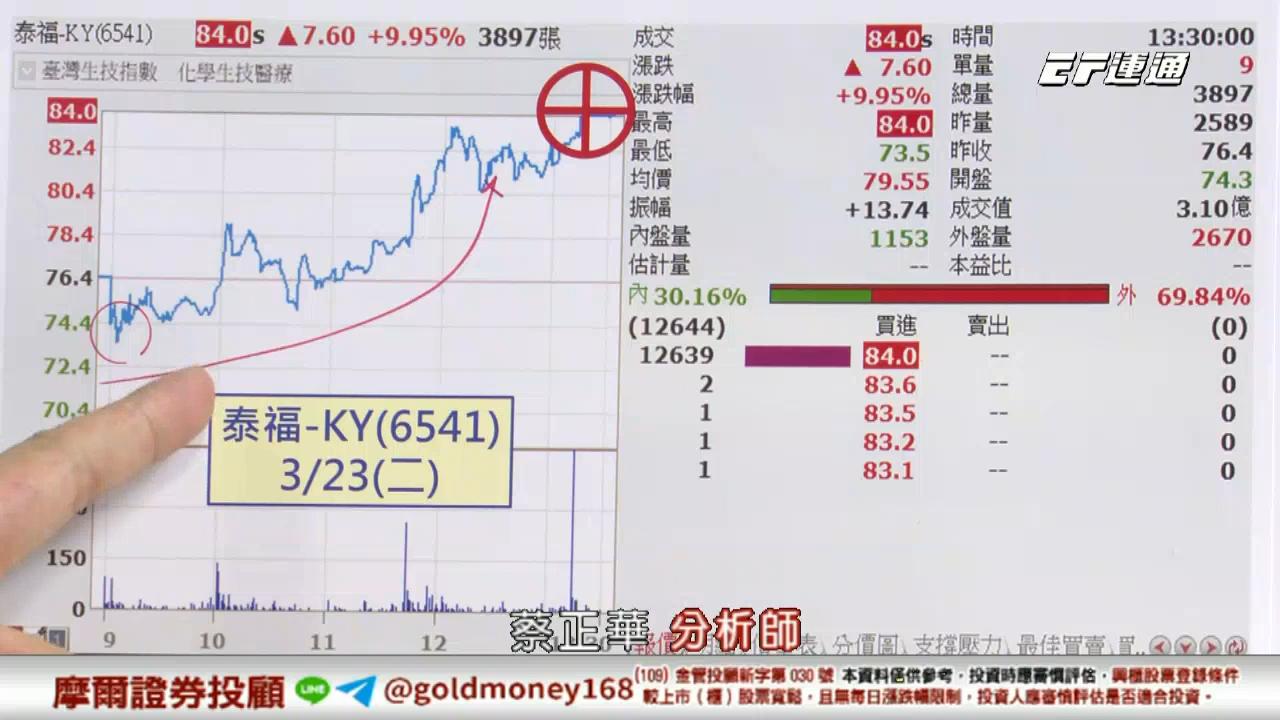 泰福-KY(6541) 84.0s ▲7.60 +9.95% 3897張
臺灣生技指數 化學生技醫療
84.0
82.4
80.4
78.4
76.4
74.4
72.4
70.4
150
0
9 10 11 12
泰福-KY(6541)
3/23(二)
成交 84.0s 時間 13:30:00
漲跌 ▲ 7.60 單量 9
漲跌幅 +9.95% 總量 3897
最高 84.0 昨量 2589
最低 73.5 昨收 76.4
均價 79.55 開盤 74.3
振幅 +13.74 成交值 3.10億
內盤量 1153 外盤量 2670
估計量 -- 本益比 --
內 30.16% 外 69.84%
(12644) 買進 賣出 (0)
12639 84.0 -- 0
2 83.6 -- 0
1 83.5 -- 0
1 83.2 -- 0
1 83.1 -- 0
EF連通
分價圖 支撐壓力 最佳買賣
蔡正華 分析師
摩爾證券投顧 LINE @goldmoney168
(109) 金管投顧新字第 030 號 本資料僅供參考，投資時應審慎評估，興櫃股票登錄條件
較上市（櫃）股票寬鬆，且無每日漲跌幅限制，投資人應審慎評估是否適合投資。